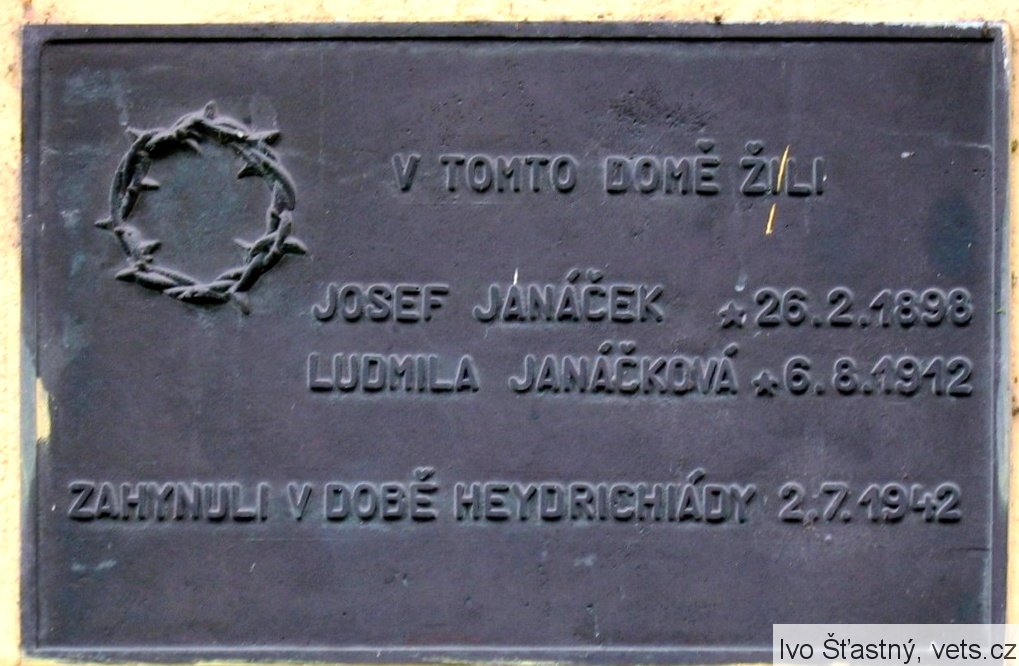 V TOMTO DOMĚ ŽILI
JOSEF JANÁČEK ★26.2.1898
LUDMILA JANÁČKOVÁ ★6.8.1912
ZAHYNULI V DOBĚ HEYDRICHIÁDY 2.7.1942
Ivo Šťastný, vets.cz